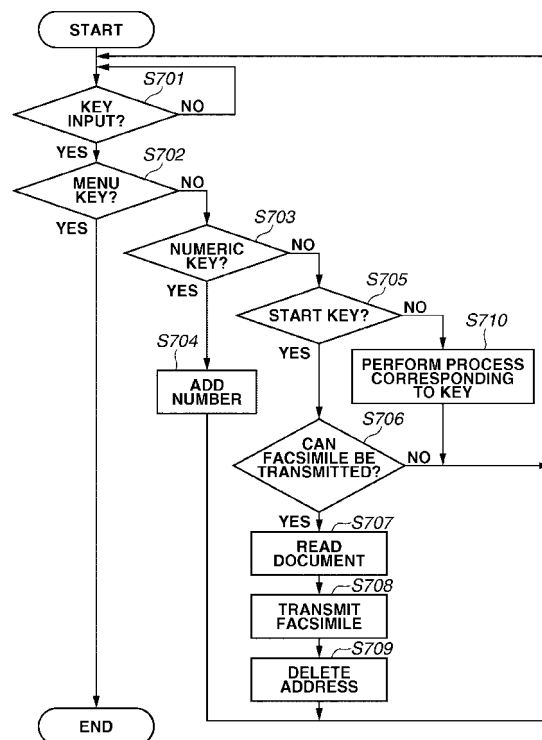 START
S701
KEY
INPUT?
NO
YES
S702
MENU
KEY?
NO
YES
S703
NUMERIC
KEY?
NO
YES
S705
START KEY?
NO
YES
S704
ADD
NUMBER
S710
PERFORM PROCESS
CORRESPONDING
TO KEY
S706
CAN
FACSIMILE BE
TRANSMITTED?
NO
YES
S707
READ
DOCUMENT
S708
TRANSMIT
FACSIMILE
S709
DELETE
ADDRESS
END